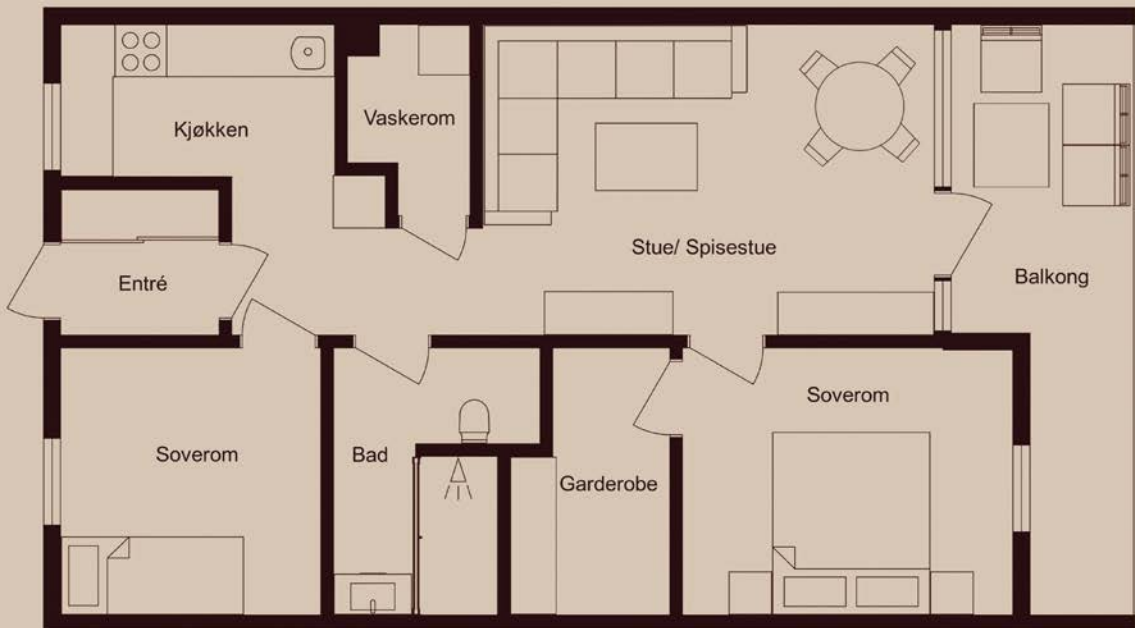 Kjøkken
Vaskerom
Stue/ Spisestue
Entré
Balkong
Soverom
Soverom
Bad
Garderobe